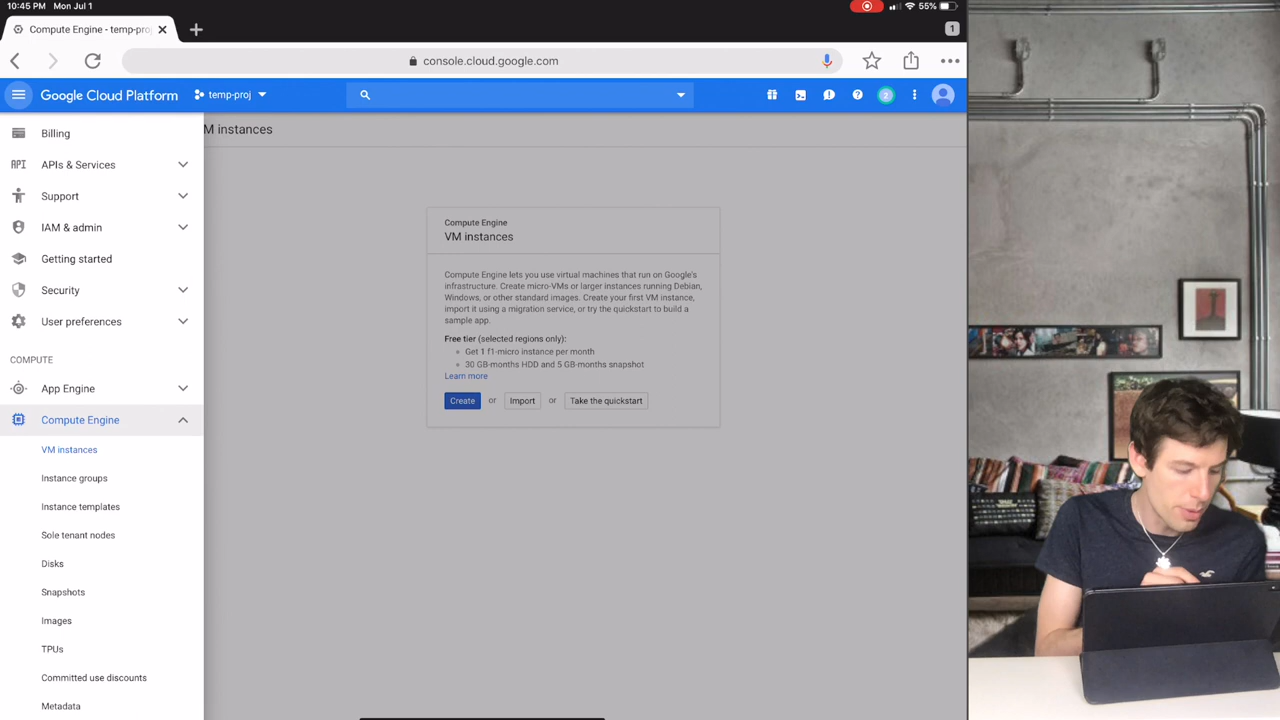 10:45 PM Mon Jul 1
55%
Compute Engine - temp-proj
1
console.cloud.google.com
Google Cloud Platform
temp-proj
2
Billing
API APIs & Services
Support
IAM & admin
Getting started
Security
User preferences
COMPUTE
App Engine
Compute Engine
VM instances
Instance groups
Instance templates
Sole tenant nodes
Disks
Snapshots
Images
TPUs
Committed use discounts
Metadata
M instances
Compute Engine
VM instances
Compute Engine lets you use virtual machines that run on Google's
infrastructure. Create micro-VMs or larger instances running Debian,
Windows, or other standard images. Create your first VM instance,
import it using a migration service, or try the quickstart to build a
sample app.
Free tier (selected regions only):
Get 1 f1-micro instance per month
30 GB-months HDD and 5 GB-months snapshot
Learn more
Create or Import or Take the quickstart